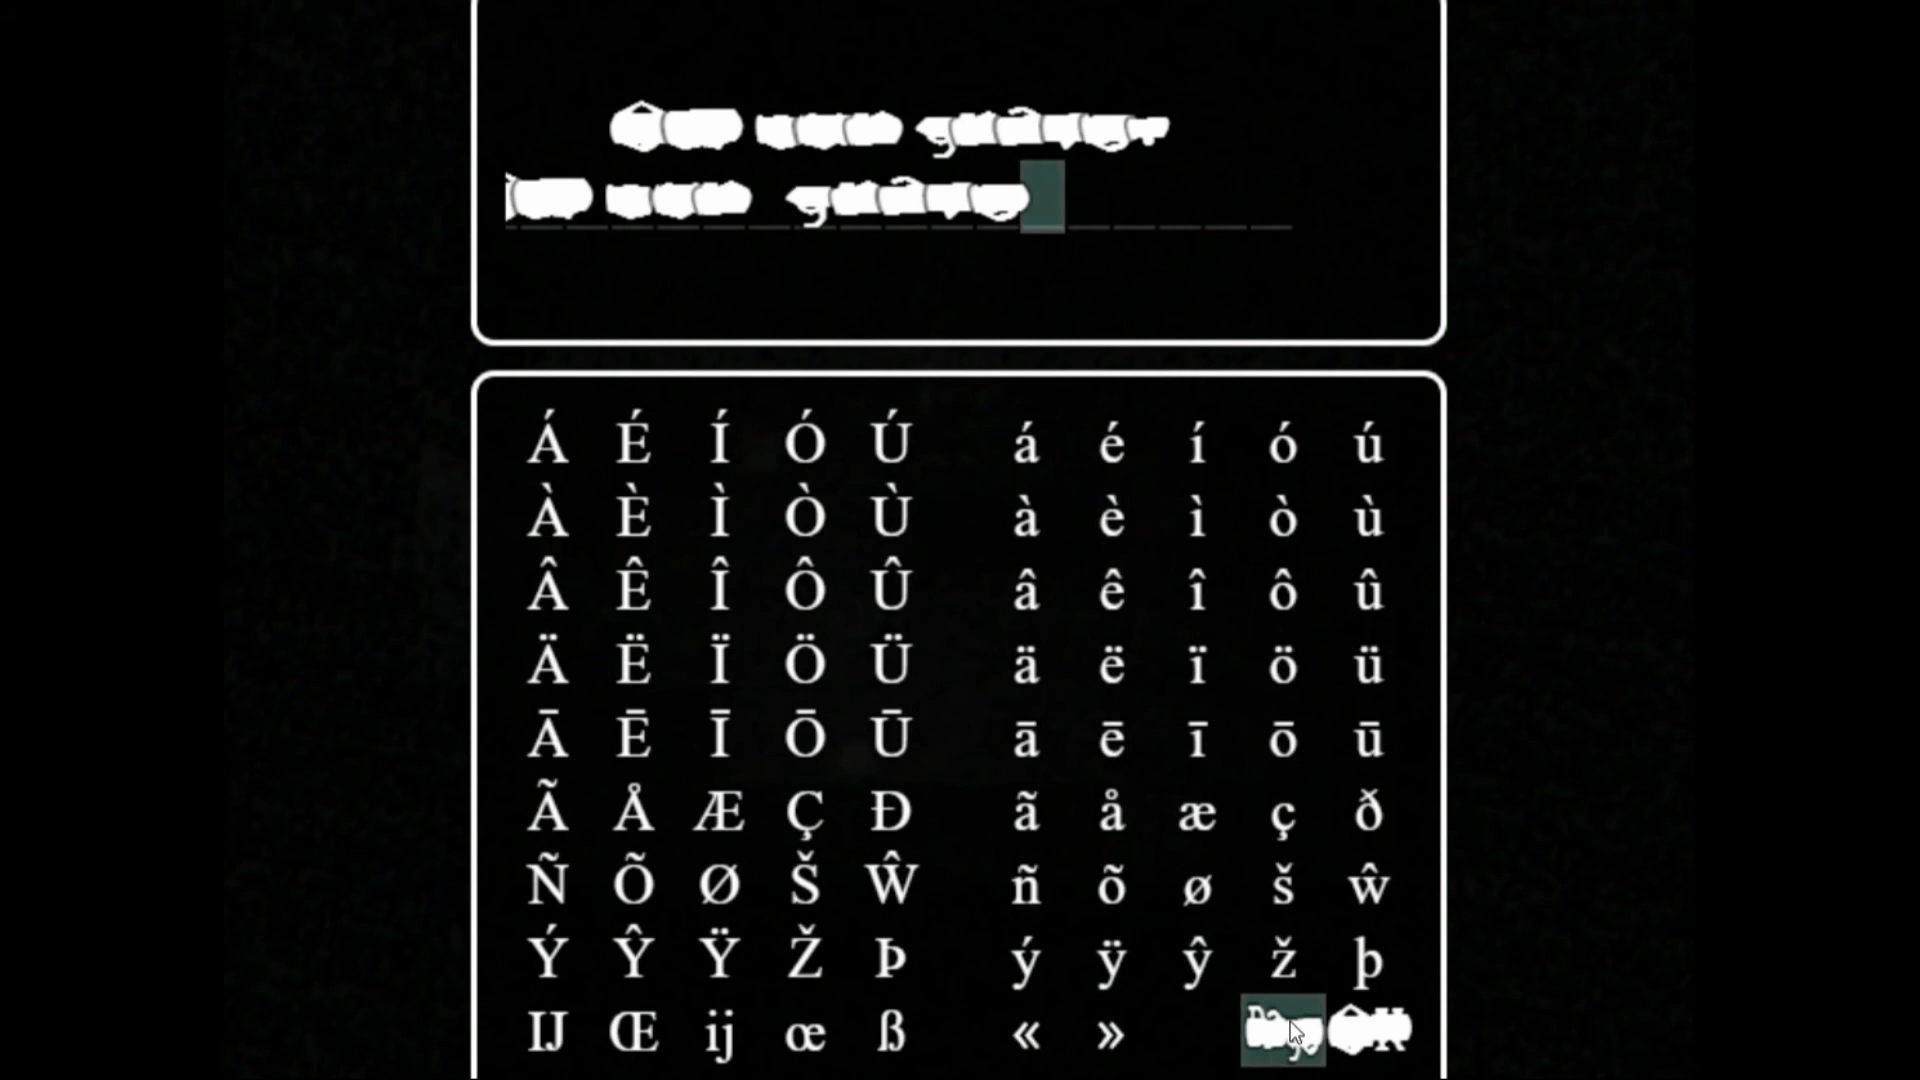 Á É Í Ó Ú á é í ó ú
À È Ì Ò Ù à è ì ò ù
Â Ê Î Ô Û â ê î ô û
Ä Ë Ï Ö Ü ä ë ï ö ü
Ā Ē Ī Ō Ū ā ē ī ō ū
Ã Å Æ Ç Ð ã å æ ç ð
Ñ Õ Ø Š Ŵ ñ õ ø š ŵ
Ý Ŷ Ÿ Ž Þ ý ÿ ŷ ž þ
Ĳ Œ ĳ œ ß « »